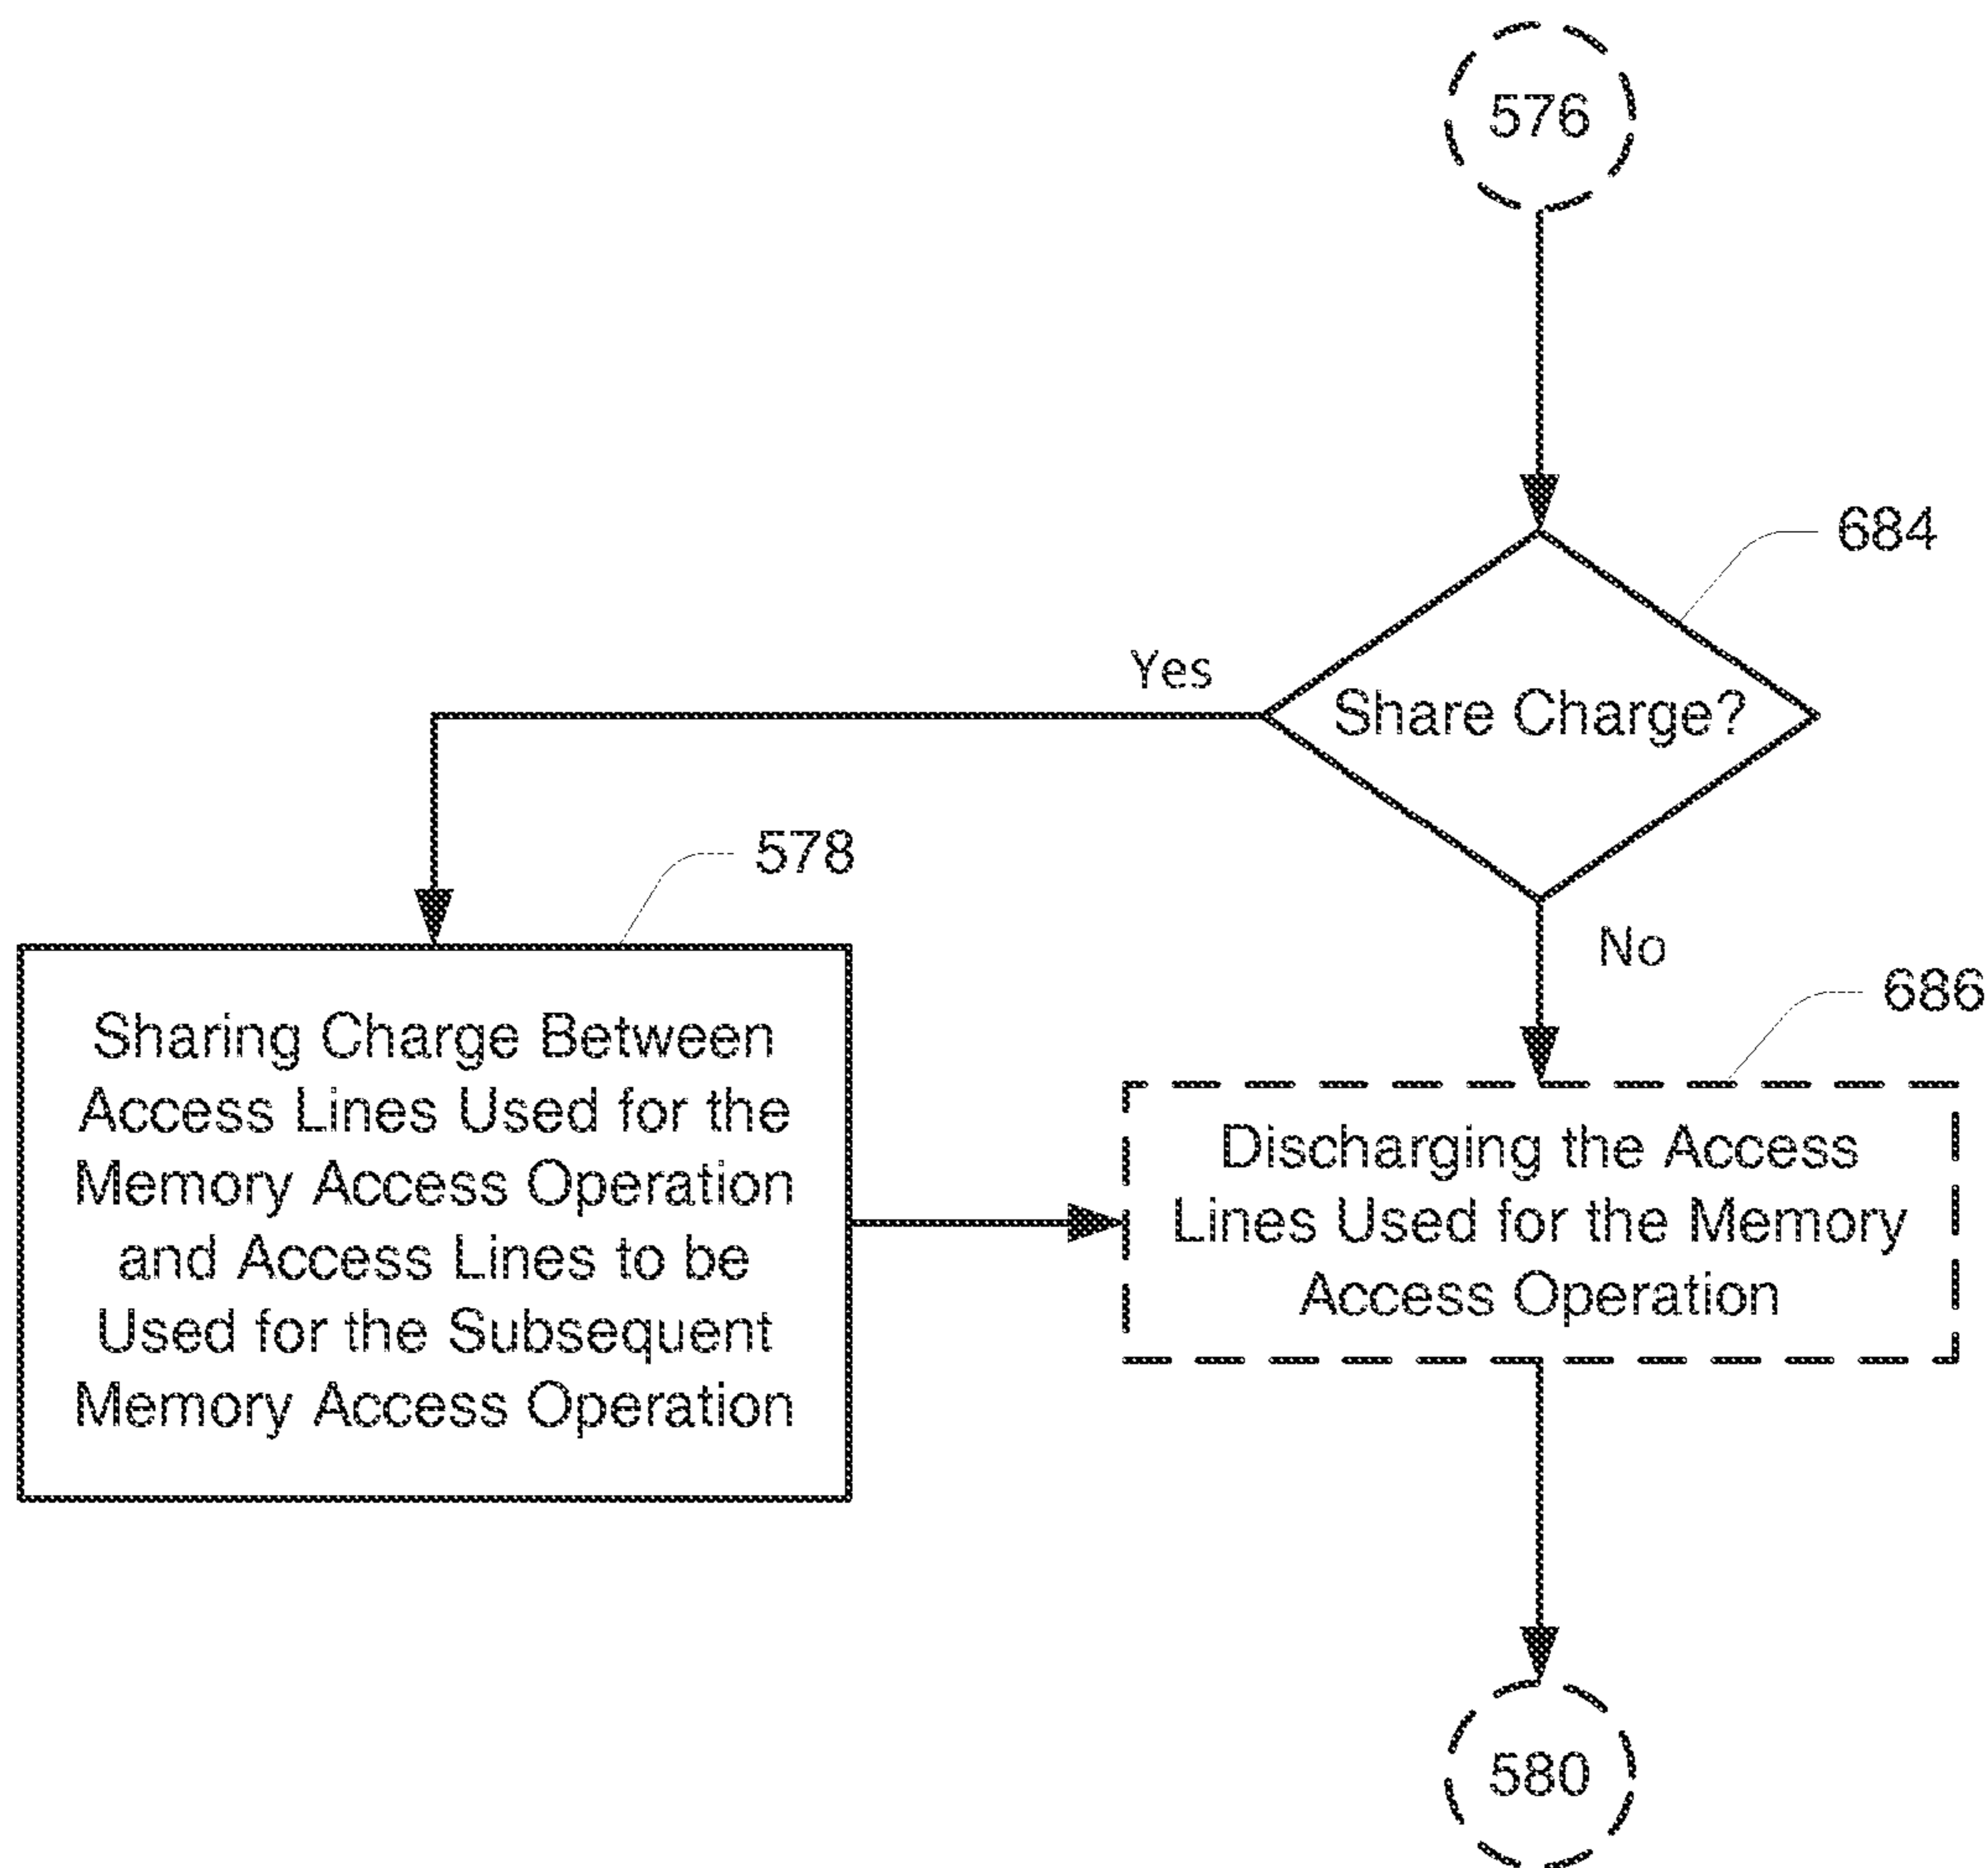 576
684
Share Charge?
Yes
No
578
Sharing Charge Between
Access Lines Used for the
Memory Access Operation
and Access Lines to be
Used for the Subsequent
Memory Access Operation
686
Discharging the Access
Lines Used for the Memory
Access Operation
580